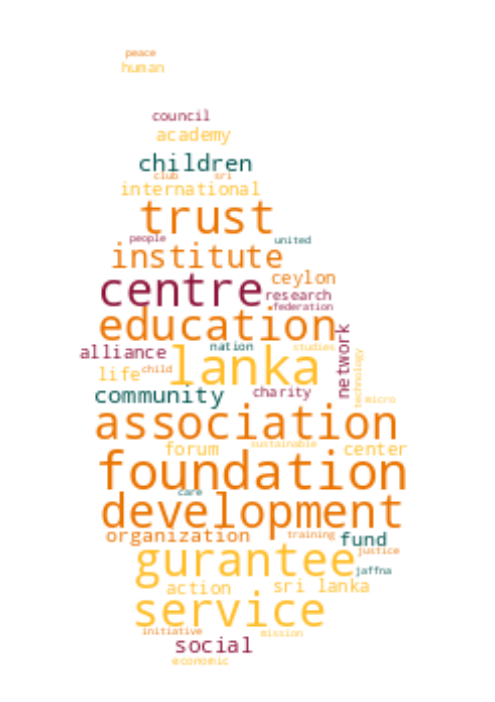 peace
human
council
academy
children
club sri
international
trust
people united
institute
ceylon
centre research
federation
education
network
nation studies
alliance
lanka
technology
life child
community charity micro
association
forum sustainable center
foundation
care
development
organization training fund
justice
gurantee
jaffna
action sri lanka
service
initiative mission
social
economic